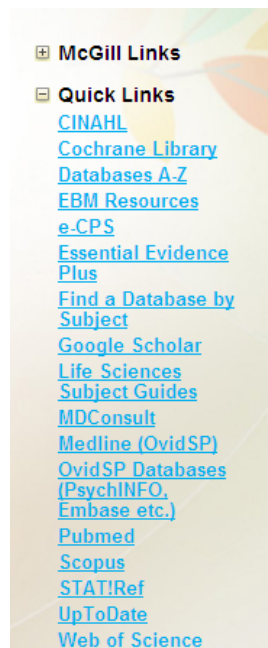 McGill Links
Quick Links
CINAHL
Cochrane Library
Databases A-Z
EBM Resources
e-CPS
Essential Evidence
Plus
Find a Database by
Subject
Google Scholar
Life Sciences
Subject Guides
MDConsult
Medline (OvidSP)
OvidSP Databases
(PsychINFO,
Embase etc.)
Pubmed
Scopus
STAT!Ref
UpToDate
Web of Science